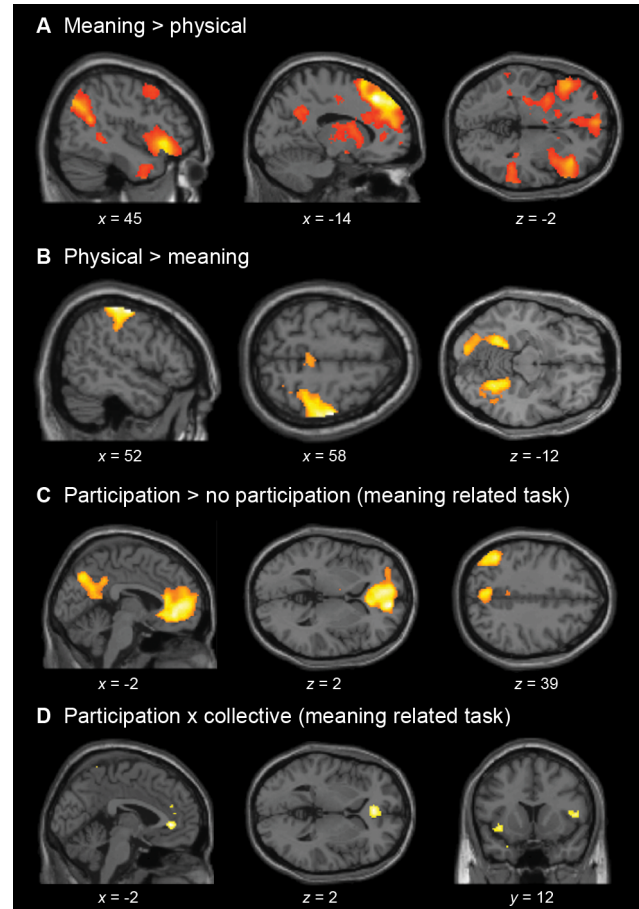 A Meaning > physical
x = 45 x = -14 z = -2
B Physical > meaning
x = 52 x = 58 z = -12
C Participation > no participation (meaning related task)
x = -2 z = 2 z = 39
D Participation x collective (meaning related task)
x = -2 z = 2 y = 12